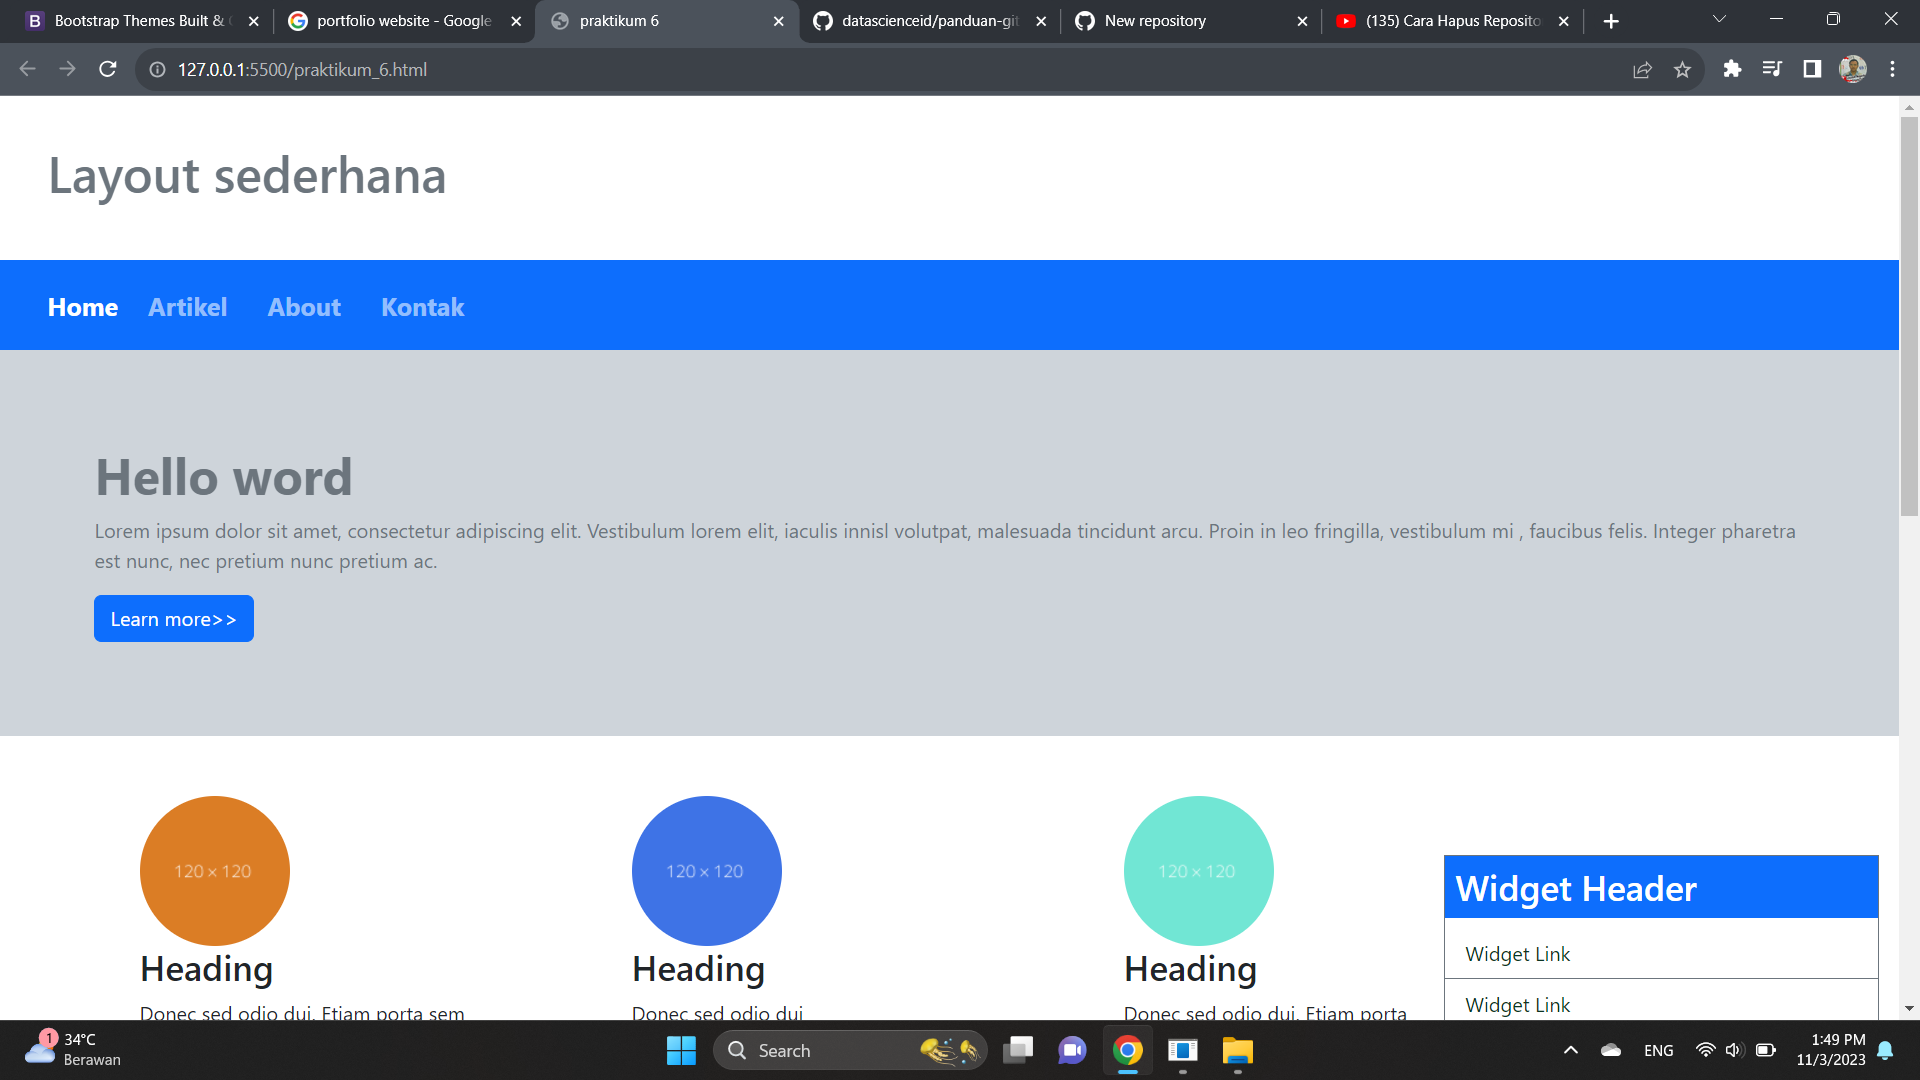 Bootstrap Themes Built &
portfolio website - Google
praktikum 6
datascienceid/panduan-git
New repository
(135) Cara Hapus Reposito
127.0.0.1:5500/praktikum_6.html
Layout sederhana
Home Artikel About Kontak
Hello word
Lorem ipsum dolor sit amet, consectetur adipiscing elit. Vestibulum lorem elit, iaculis innisl volutpat, malesuada tincidunt arcu. Proin in leo fringilla, vestibulum mi , faucibus felis. Integer pharetra
est nunc, nec pretium nunc pretium ac.
Learn more>>
120 × 120
Heading
Donec sed odio dui. Etiam porta sem
120 × 120
Heading
Donec sed odio dui
120 × 120
Heading
Donec sed odio dui. Etiam porta
Widget Header
Widget Link
Widget Link
1
34°C
Berawan
Search
ENG
1:49 PM
11/3/2023